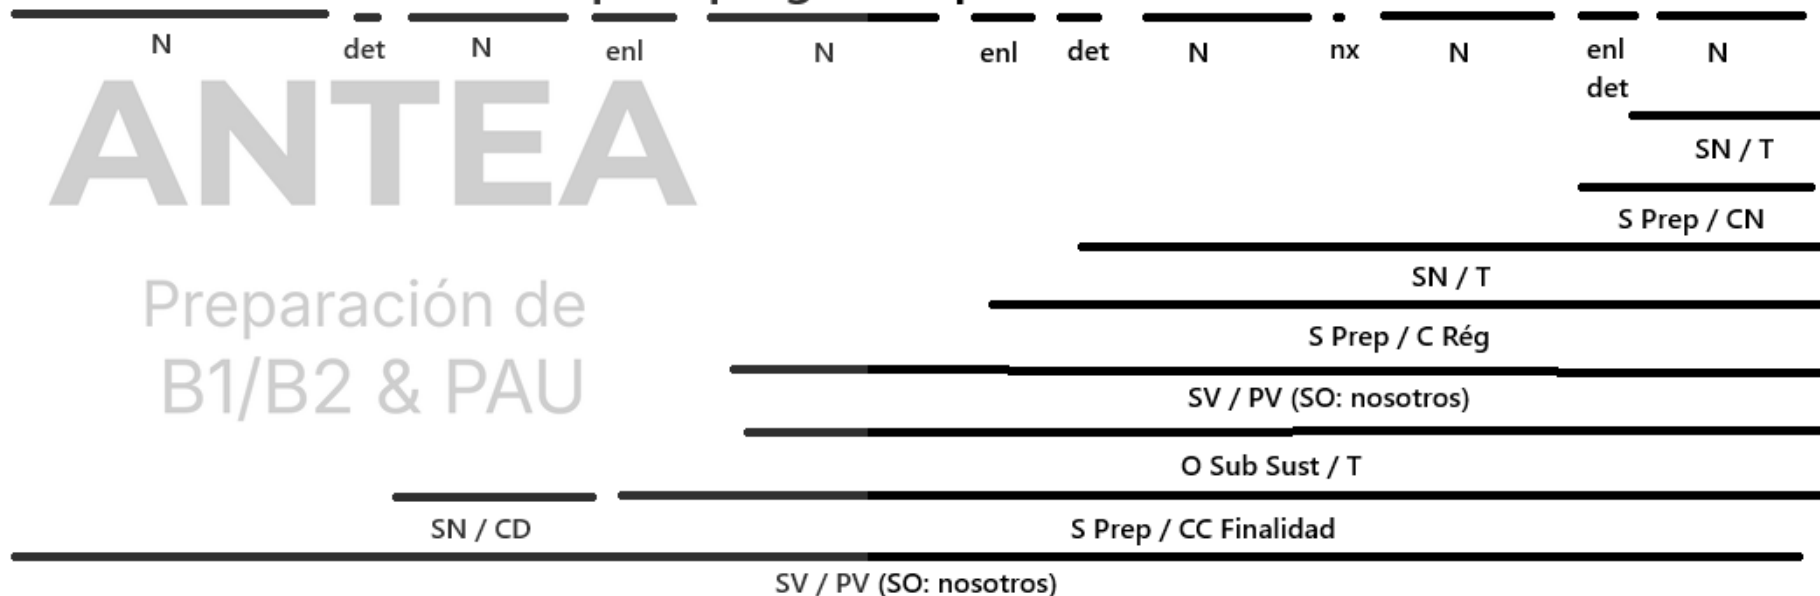 N det N enl N enl det N nx N enl N
det
ANTEA
SN / T
S Prep / CN
SN / T
Preparación de
S Prep / C Rég
B1/B2 & PAU
SV / PV (SO: nosotros)
O Sub Sust / T
SN / CD S Prep / CC Finalidad
SV / PV (SO: nosotros)